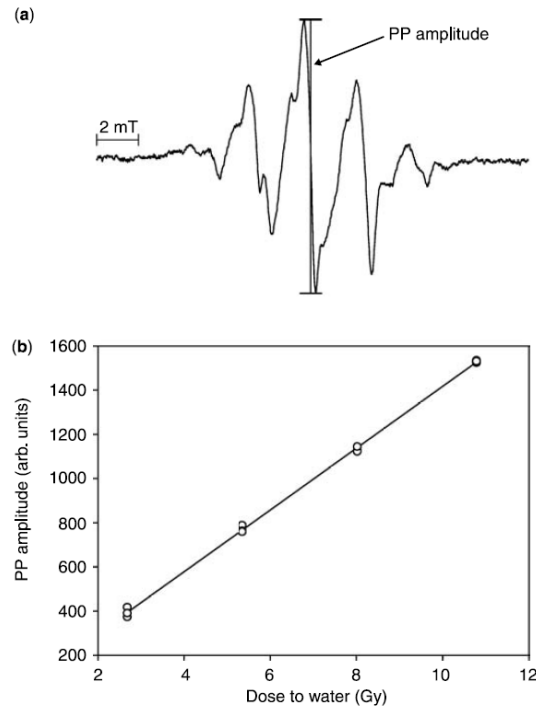 (a)
PP amplitude
2 mT
(b)
1600
1400
1200
1000
800
600
400
200
PP amplitude (arb. units)
2 4 6 8 10 12
Dose to water (Gy)